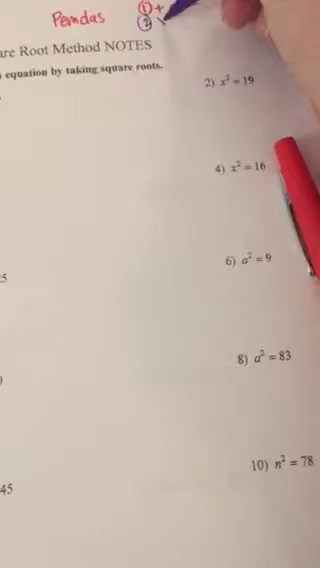 Pemdas ① +
②
are Root Method NOTES
equation by taking square roots.
2) x² = 19
4) x² = 16
6) a² = 9
5
8) a² = 83
10) n² = 78
45